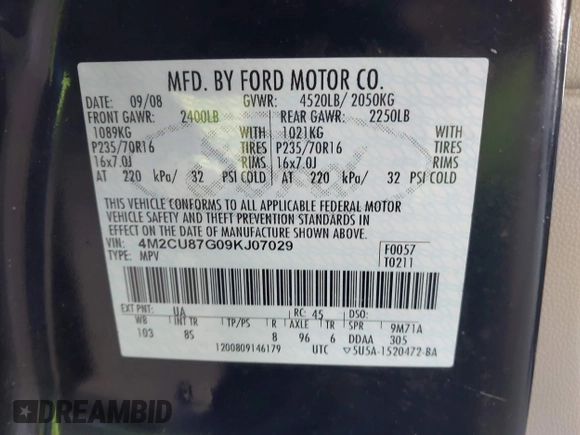 MFD. BY FORD MOTOR CO.
DATE: 09/08 GVWR: 4520LB/ 2050KG
FRONT GAWR: 2400LB REAR GAWR: 2250LB
1089KG WITH 1021KG WITH
P235/70R16 TIRES P235/70R16 TIRES
16x7.0J RIMS 16x7.0J RIMS
AT 220 kPa/ 32 PSI COLD AT 220 kPa/ 32 PSI COLD
THIS VEHICLE CONFORMS TO ALL APPLICABLE FEDERAL MOTOR
VEHICLE SAFETY AND THEFT PREVENTION STANDARDS IN
EFFECT ON THE DATE OF MANUFACTURE SHOWN ABOVE.
VIN: 4M2CU87G09KJ07029 F0057
TYPE: MPV T0211
EXT PNT: UA RC: 45 DSO:
WB INT TR TP/PS R AXLE TR SPR 9M71A
103 85 8 96 6 DDAA 305
1200809146179 UTC 5U5A-1520472-BA
DREAMBID